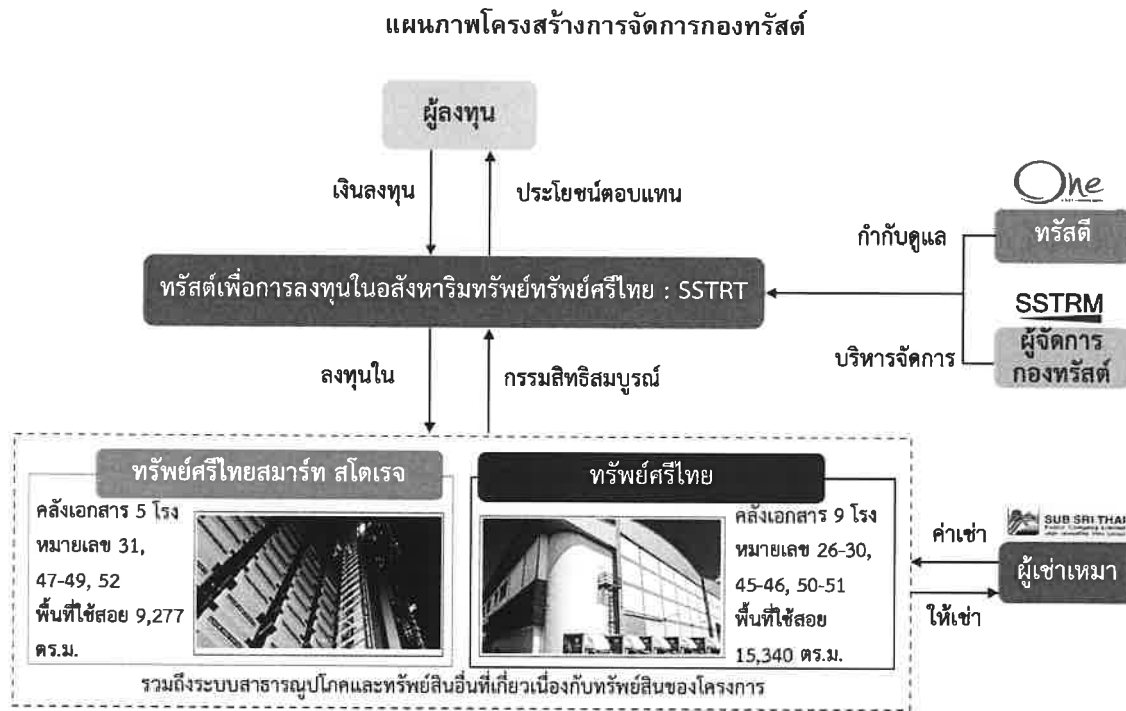 แผนภาพโครงสร้างการจัดการกองทรัสต์
ผู้ลงทุน
เงินลงทุน
ประโยชน์ตอบแทน
One
กำกับดูแล
ทรัสตี
ทรัสต์เพื่อการลงทุนในอสังหาริมทรัพย์ทรัพย์ศรีไทย : SSTRT
SSTRM
บริหารจัดการ
ผู้จัดการ
กองทรัสต์
ลงทุนใน
กรรมสิทธิสมบูรณ์
ทรัพย์ศรีไทยสมาร์ท สโตเรจ
คลังเอกสาร 5 โรง
หมายเลข 31,
47-49, 52
พื้นที่ใช้สอย 9,277
ตร.ม.
ทรัพย์ศรีไทย
คลังเอกสาร 9 โรง
หมายเลข 26-30,
45-46, 50-51
พื้นที่ใช้สอย
15,340 ตร.ม.
รวมถึงระบบสาธารณูปโภคและทรัพย์สินอื่นที่เกี่ยวเนื่องกับทรัพย์สินของโครงการ
ค่าเช่า
SUB SRI THAI
ผู้เช่าเหมา
ให้เช่า